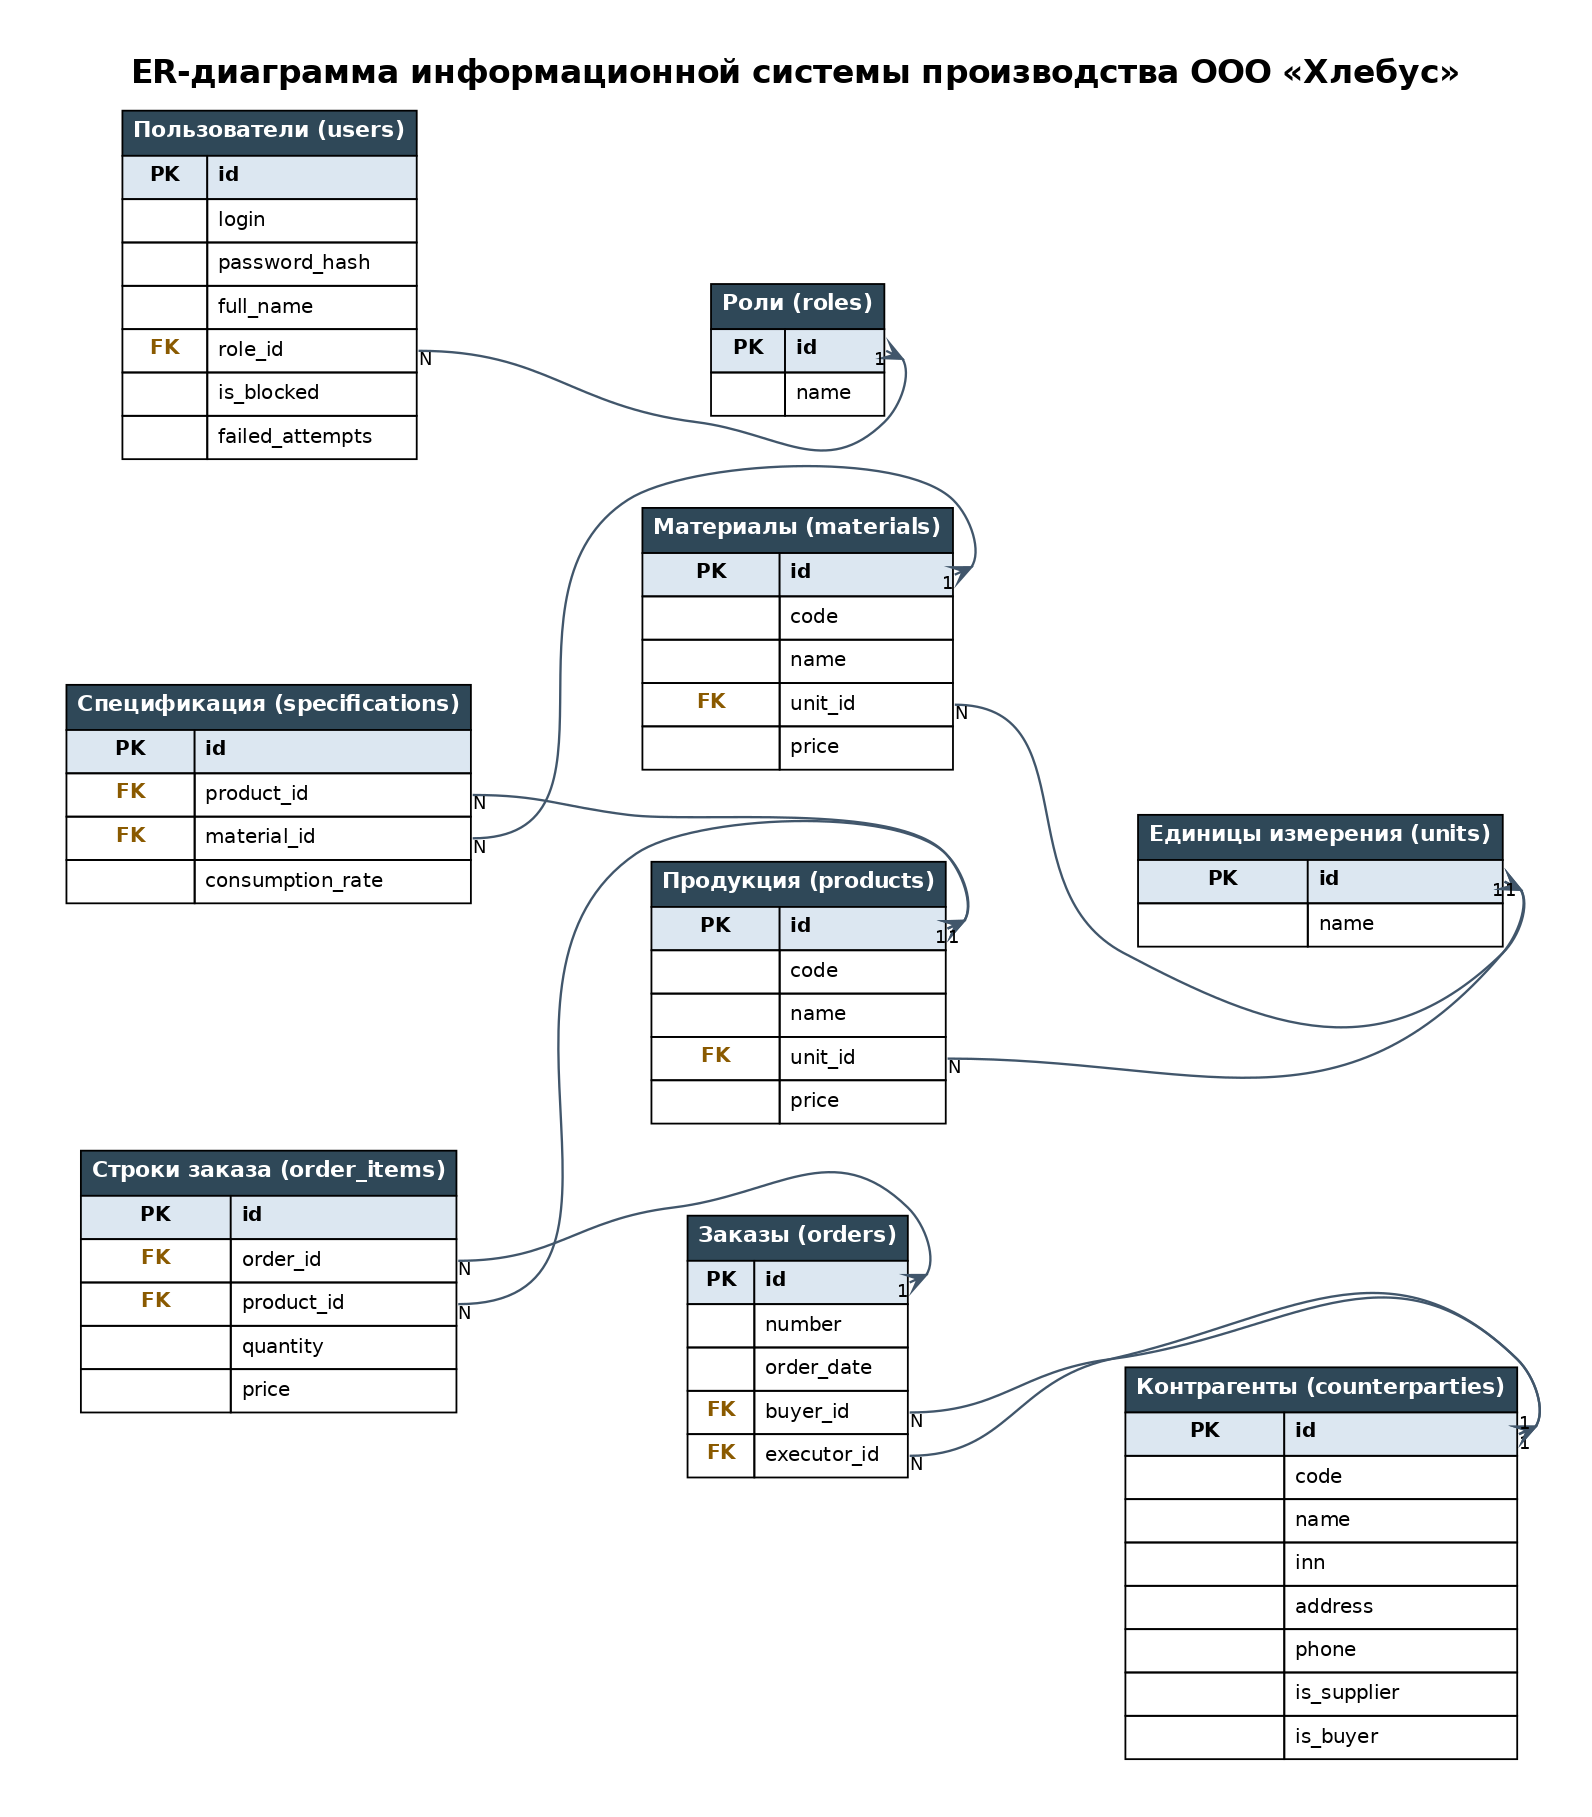 ER-диаграмма информационной системы производства ООО «Хлебус»
Пользователи (users)
PK id
login
password_hash
full_name
FK role_id N
is_blocked
failed_attempts
Роли (roles)
PK id 1
name
Материалы (materials)
PK id 1
code
name
FK unit_id N
price
Спецификация (specifications)
PK id
FK product_id N
FK material_id N
consumption_rate
Единицы измерения (units)
PK id 1 1
name
Продукция (products)
PK id 1 1
code
name
FK unit_id N
price
Строки заказа (order_items)
PK id
FK order_id N
FK product_id N
quantity
price
Заказы (orders)
PK id 1
number
order_date
FK buyer_id N
FK executor_id N
Контрагенты (counterparties)
PK id 1 1
code
name
inn
address
phone
is_supplier
is_buyer